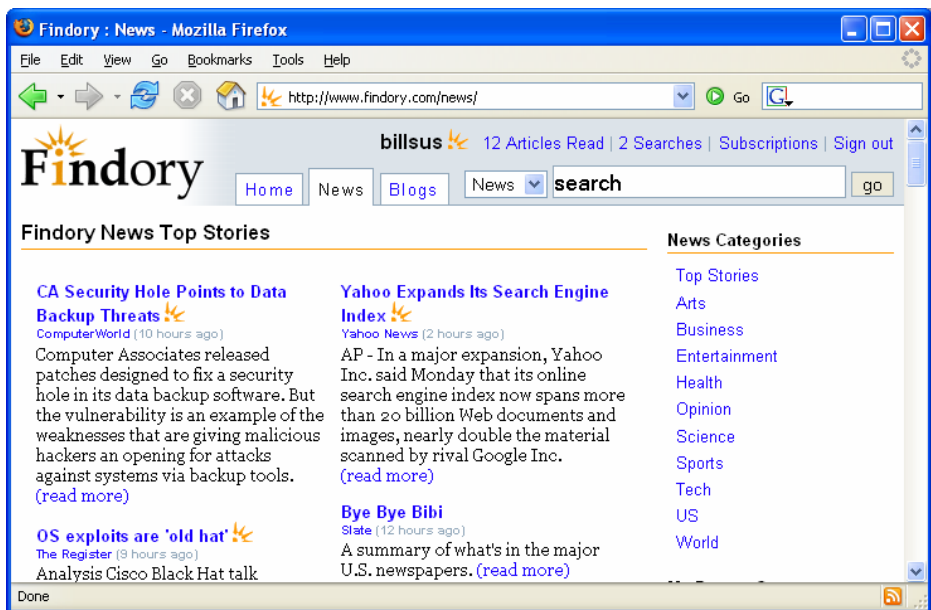 Findory : News - Mozilla Firefox
File Edit View Go Bookmarks Tools Help
http://www.findory.com/news/ Go G
Findory
billsus 12 Articles Read | 2 Searches | Subscriptions | Sign out
Home News Blogs News search go
Findory News Top Stories
CA Security Hole Points to Data
Backup Threats
ComputerWorld (10 hours ago)
Computer Associates released
patches designed to fix a security
hole in its data backup software. But
the vulnerability is an example of the
weaknesses that are giving malicious
hackers an opening for attacks
against systems via backup tools.
(read more)
OS exploits are 'old hat'
The Register (9 hours ago)
Analysis Cisco Black Hat talk
Yahoo Expands Its Search Engine
Index
Yahoo News (2 hours ago)
AP - In a major expansion, Yahoo
Inc. said Monday that its online
search engine index now spans more
than 20 billion Web documents and
images, nearly double the material
scanned by rival Google Inc.
(read more)
Bye Bye Bibi
Slate (12 hours ago)
A summary of what's in the major
U.S. newspapers. (read more)
News Categories
Top Stories
Arts
Business
Entertainment
Health
Opinion
Science
Sports
Tech
US
World
Done